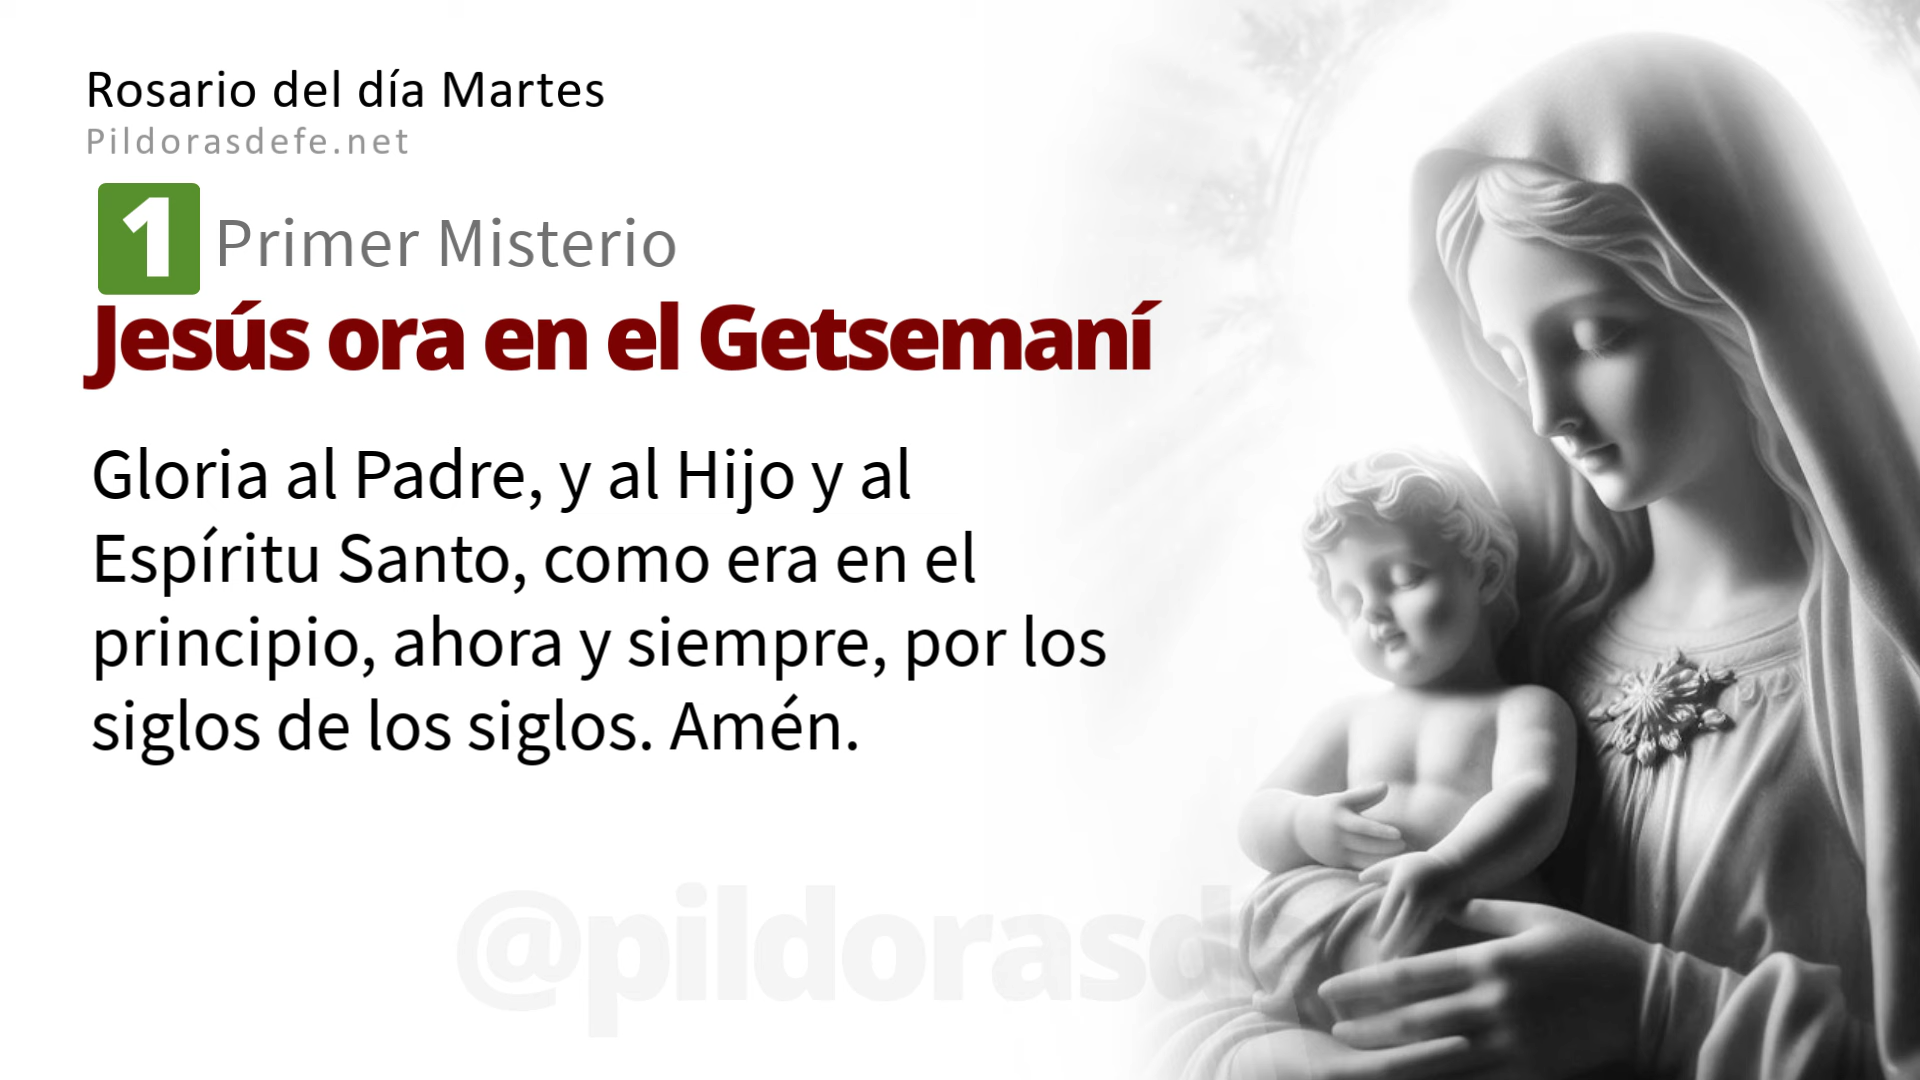 Rosario del día Martes
Pildorasdefe.net
1 Primer Misterio
Jesús ora en el Getsemaní
Gloria al Padre, y al Hijo y al
Espíritu Santo, como era en el
principio, ahora y siempre, por los
siglos de los siglos. Amén.
@pildorasd